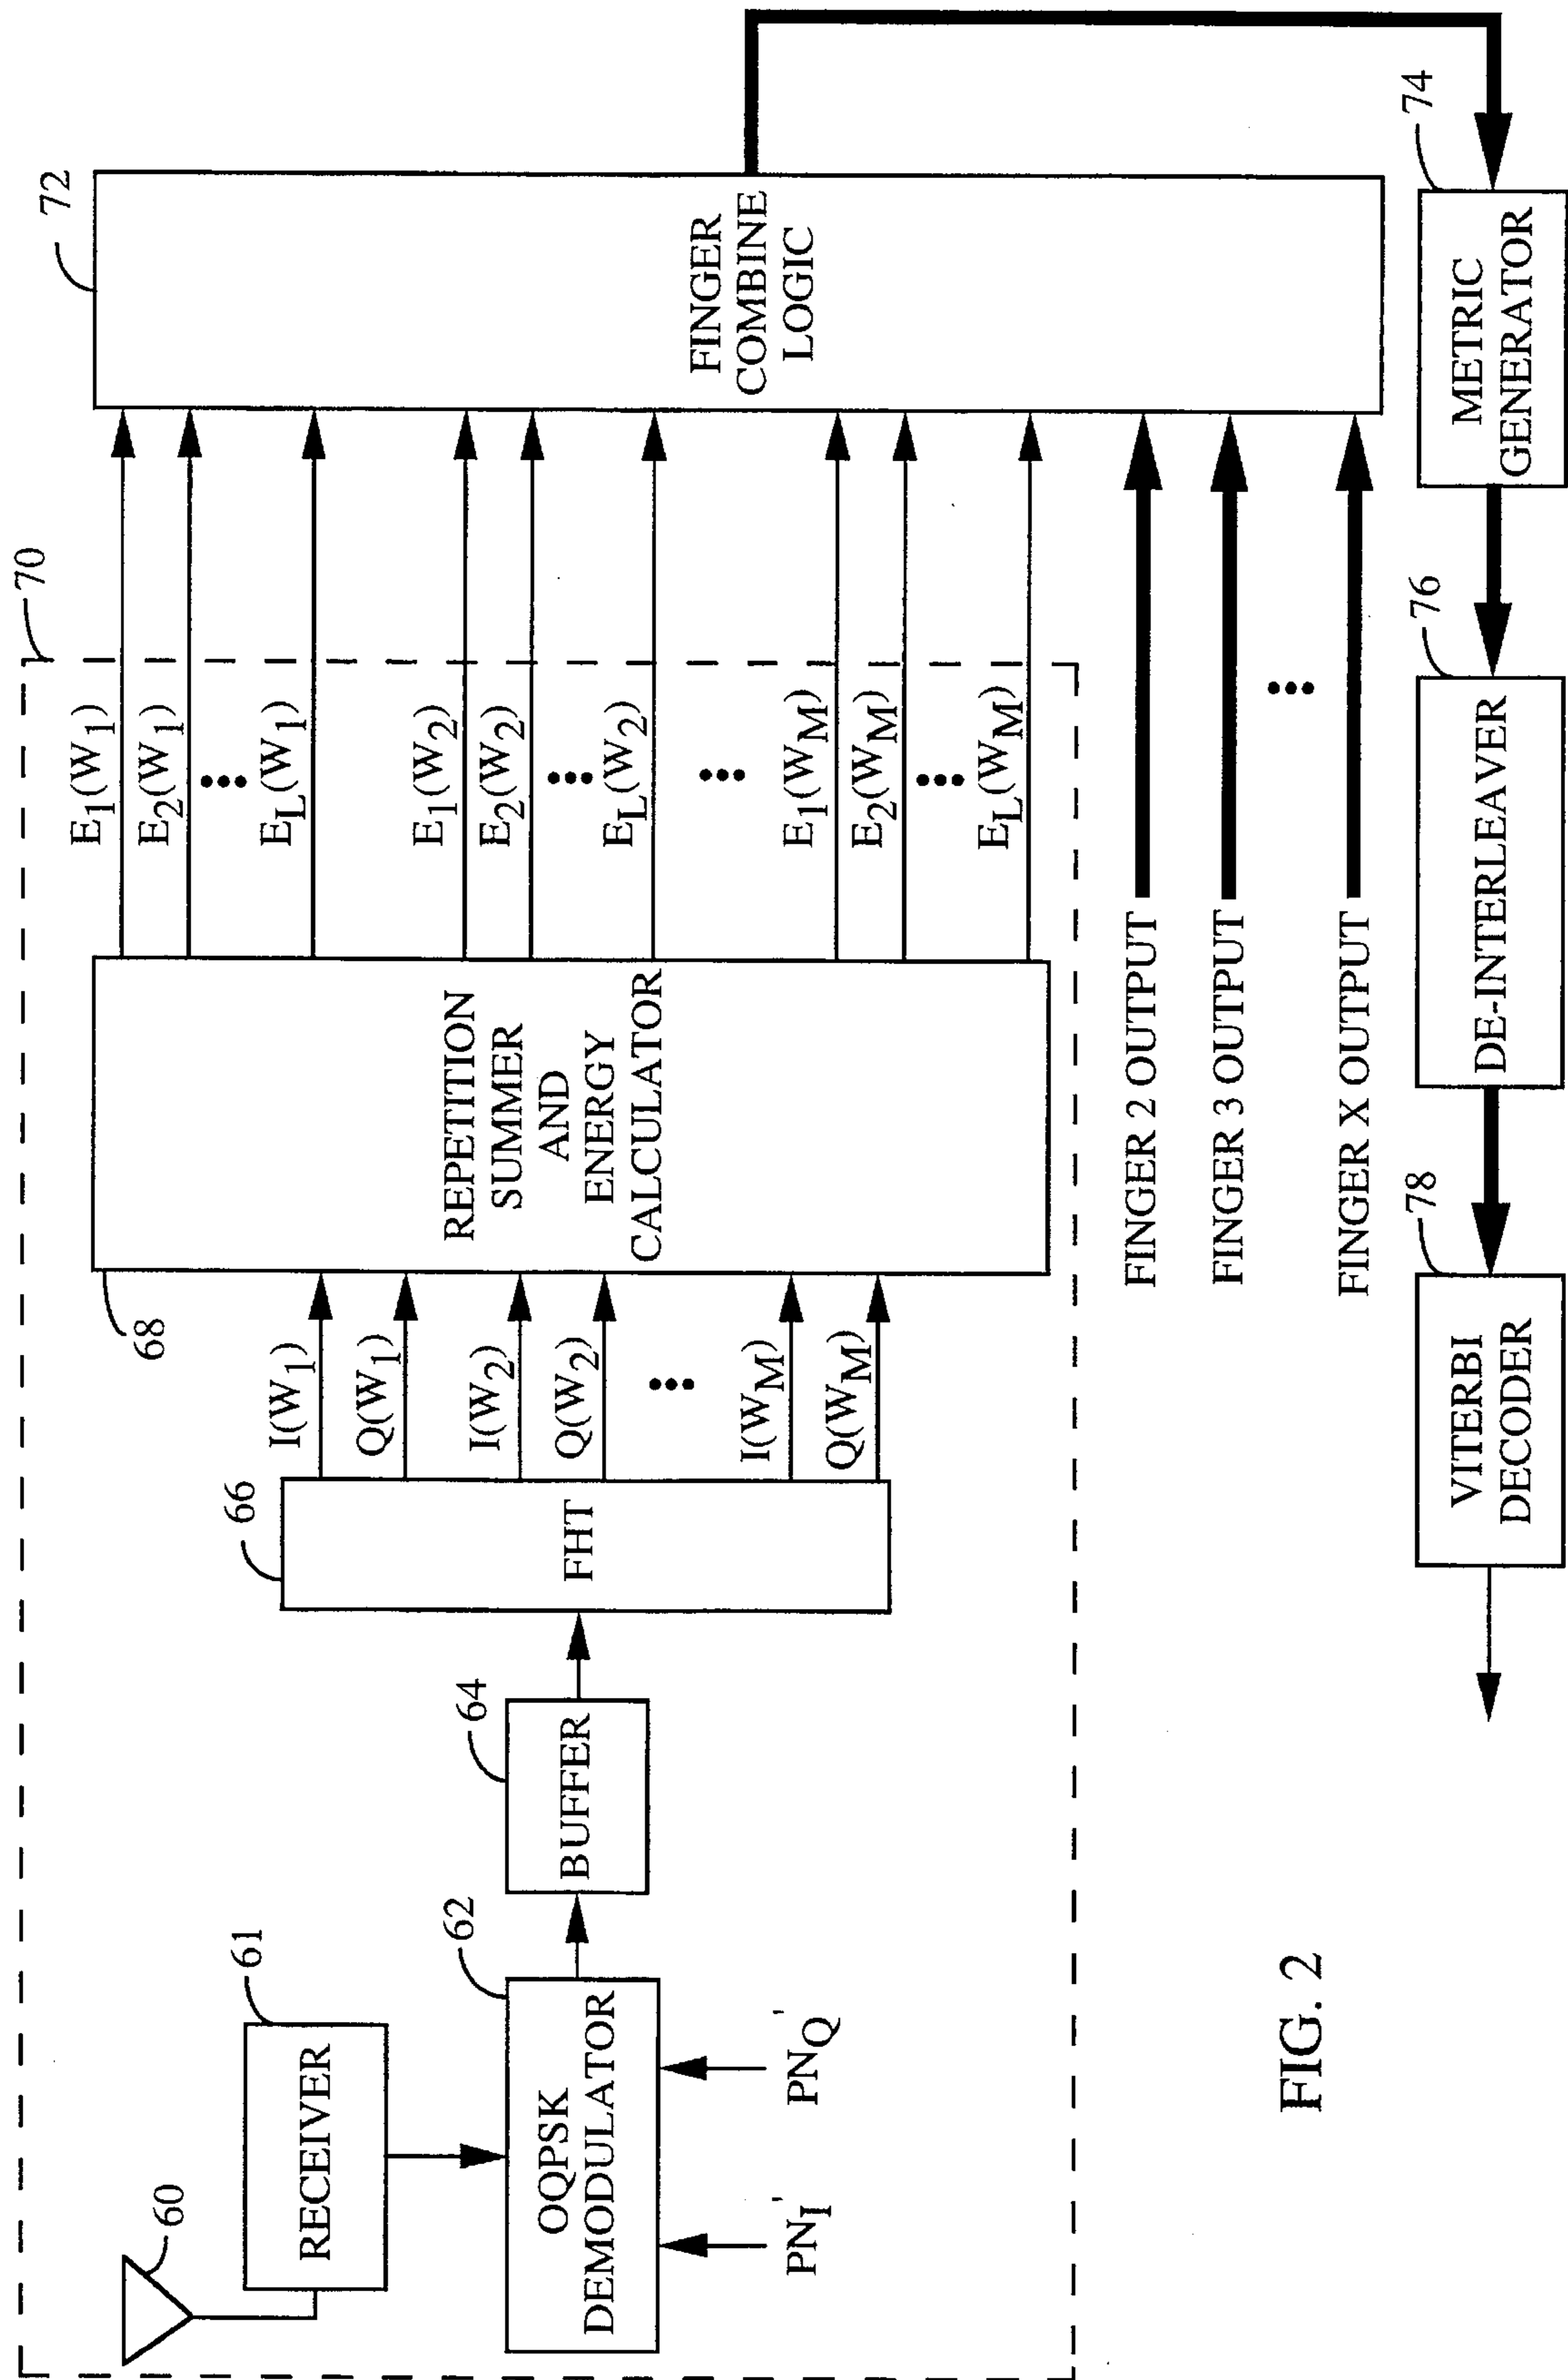 70
72
60
61
RECEIVER
62
OQPSK
DEMODULATOR
PN_I'
PN_Q'
64
BUFFER
66
FHT
I(W_1)
Q(W_1)
I(W_2)
Q(W_2)
•••
I(W_M)
Q(W_M)
68
REPETITION
SUMMER
AND
ENERGY
CALCULATOR
E_1(W_1)
E_2(W_1)
•••
E_L(W_1)
E_1(W_2)
E_2(W_2)
•••
E_L(W_2)
•••
E_1(W_M)
E_2(W_M)
•••
E_L(W_M)
FINGER
COMBINE
LOGIC
FINGER 2 OUTPUT
FINGER 3 OUTPUT
•••
FINGER X OUTPUT
78
VITERBI
DECODER
76
DE-INTERLEAVER
74
METRIC
GENERATOR
FIG. 2